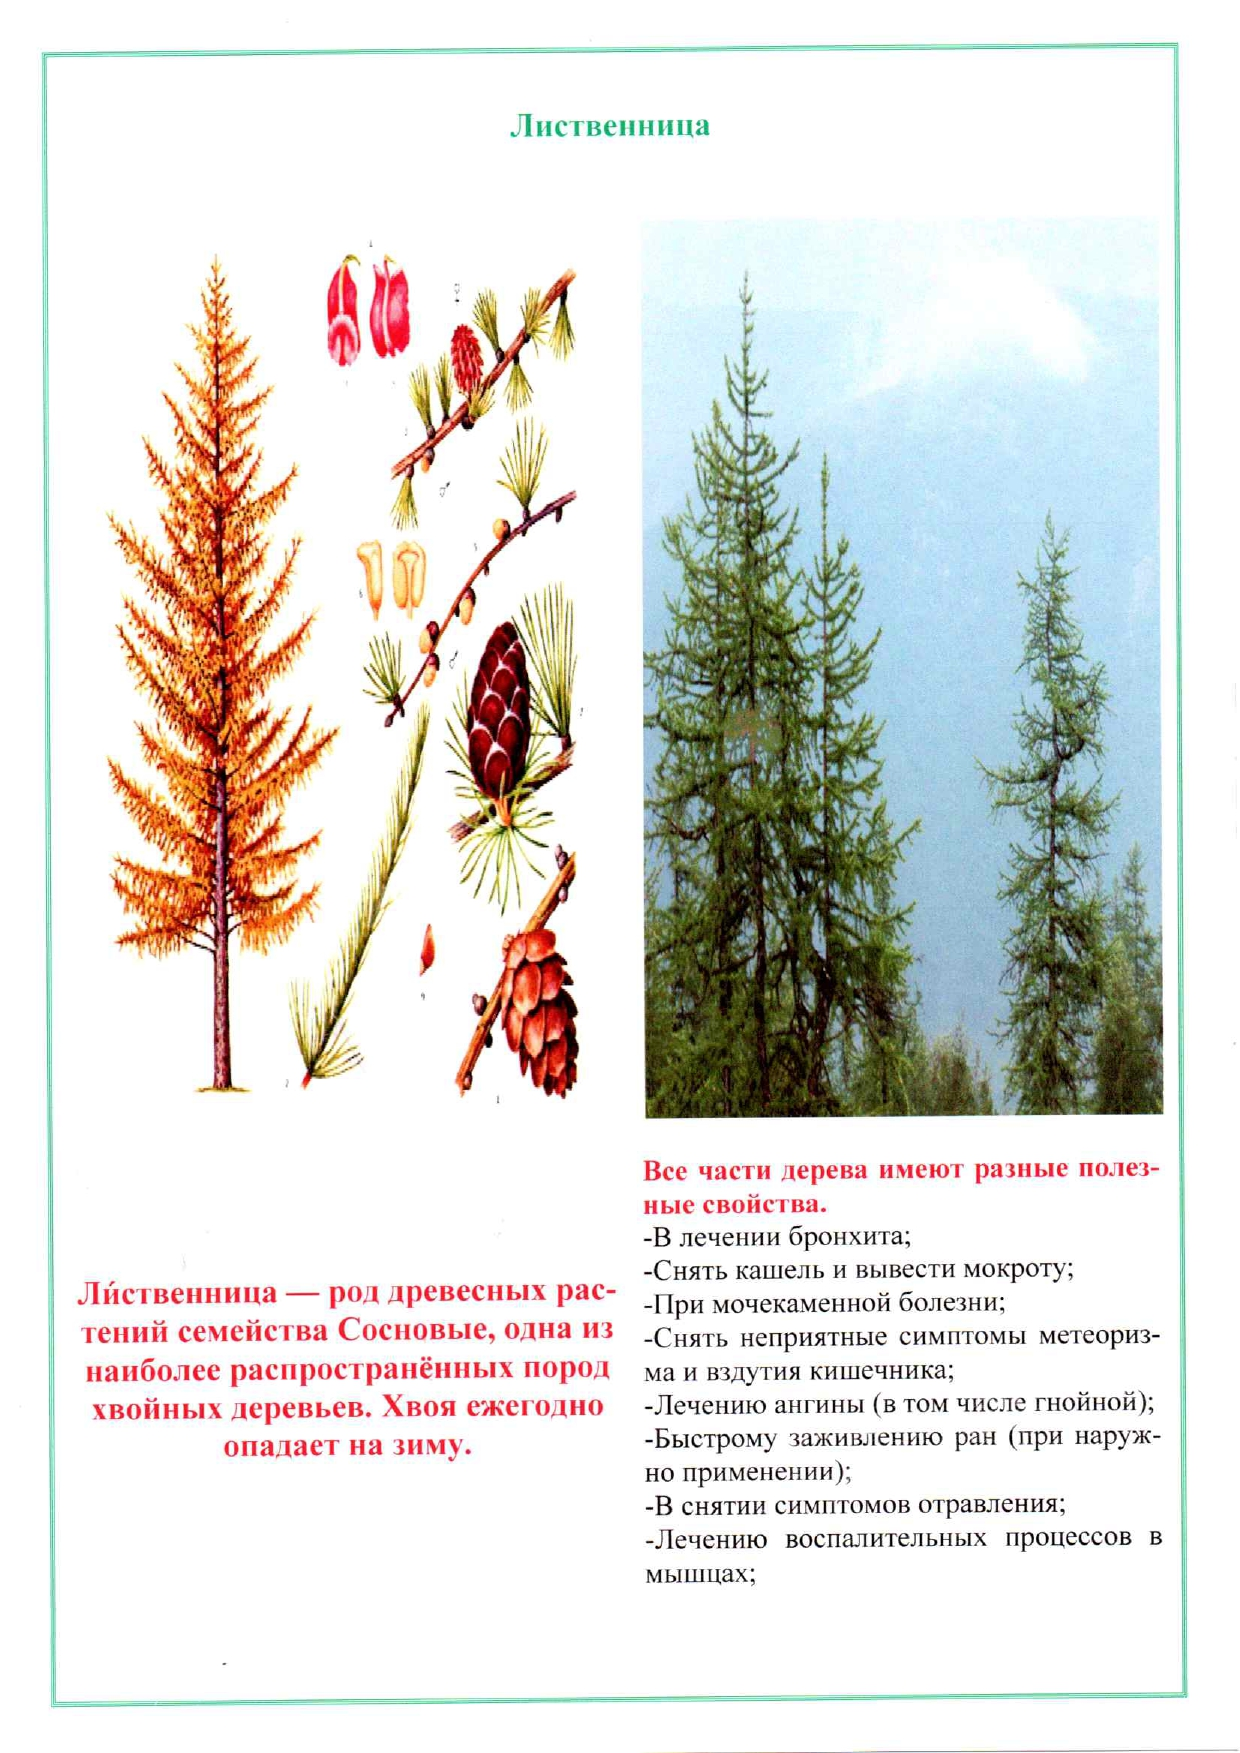 Лиственница
Ли́ственница — род древесных рас-
тений семейства Сосновые, одна из
наиболее распространённых пород
хвойных деревьев. Хвоя ежегодно
опадает на зиму.
Все части дерева имеют разные полез-
ные свойства.
-В лечении бронхита;
-Снять кашель и вывести мокроту;
-При мочекаменной болезни;
-Снять неприятные симптомы метеориз-
ма и вздутия кишечника;
-Лечению ангины (в том числе гнойной);
-Быстрому заживлению ран (при наруж-
но применении);
-В снятии симптомов отравления;
-Лечению воспалительных процессов в
мышцах;